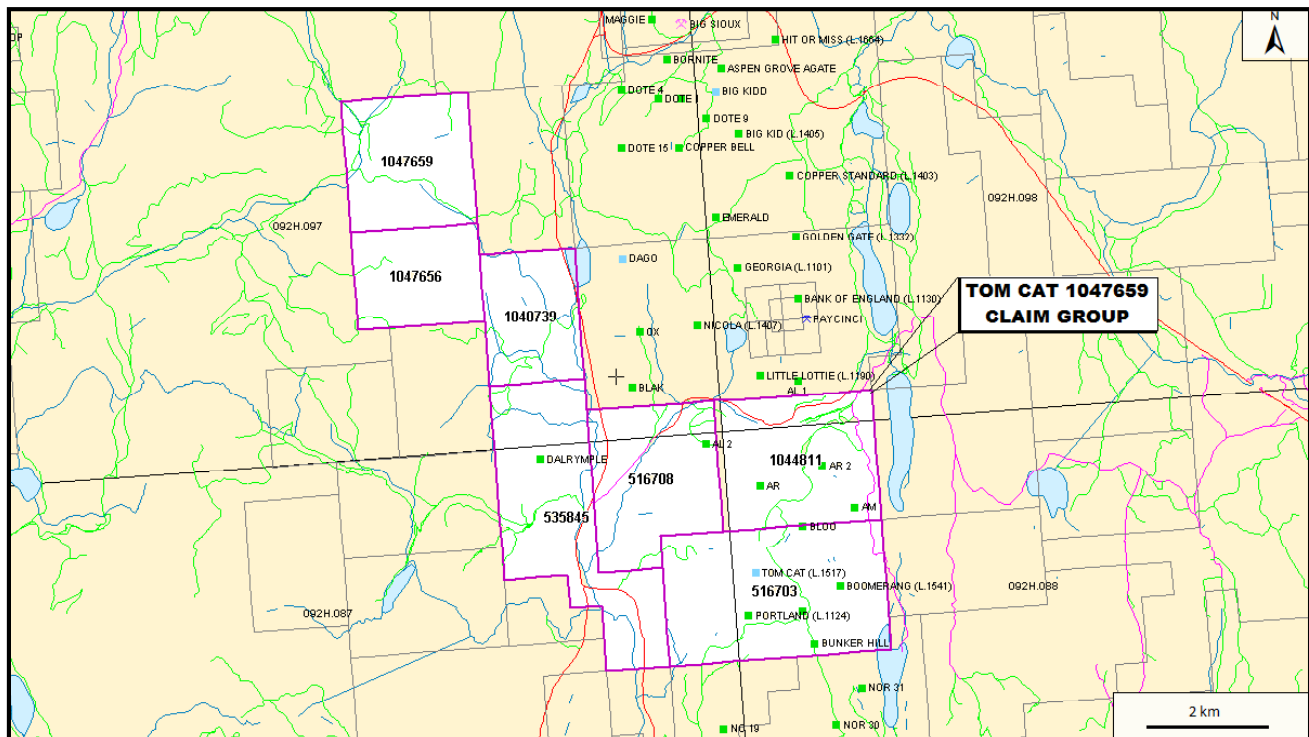 MAGGIE
BIG SIOUX
N
HIT OR MISS (L.1664)
BORNITE
ASPEN GROVE AGATE
DOTE 4
DOTE 1
BIG KIDD
DOTE 9
BIG KID (L.1405)
DOTE 15
COPPER BELL
1047659
COPPER STANDARD (L.1403)
092H.098
EMERALD
092H.097
GOLDEN GATE (L.1332)
DAGO
GEORGIA (L.1101)
1047656
TOM CAT 1047659
CLAIM GROUP
BANK OF ENGLAND (L.1130)
1040739
PAYCINCI
NICOLA (L.1407)
OX
LITTLE LOTTIE (L.1190)
AL 1
BLAK
AL 2
DALRYMPLE
1044811
AR 2
516708
AR
AM
535845
BLOO
TOM CAT (L.1517)
516703
BOOMERANG (L.1541)
092H.088
092H.087
PORTLAND (L.1124)
BUNKER HILL
NOR 31
2 km
NOR 30
NC 19